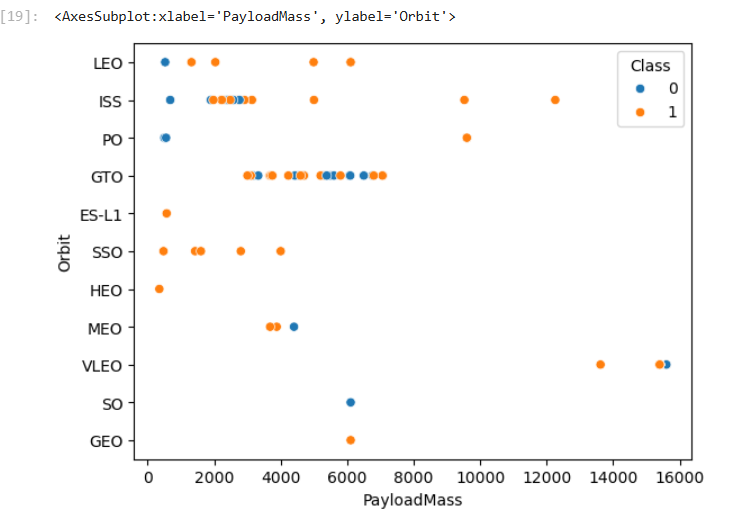 [19]: <AxesSubplot:xlabel='PayloadMass', ylabel='Orbit'>
Class
0
1
LEO
ISS
PO
GTO
ES-L1
SSO
HEO
MEO
VLEO
SO
GEO
Orbit
0 2000 4000 6000 8000 10000 12000 14000 16000
PayloadMass